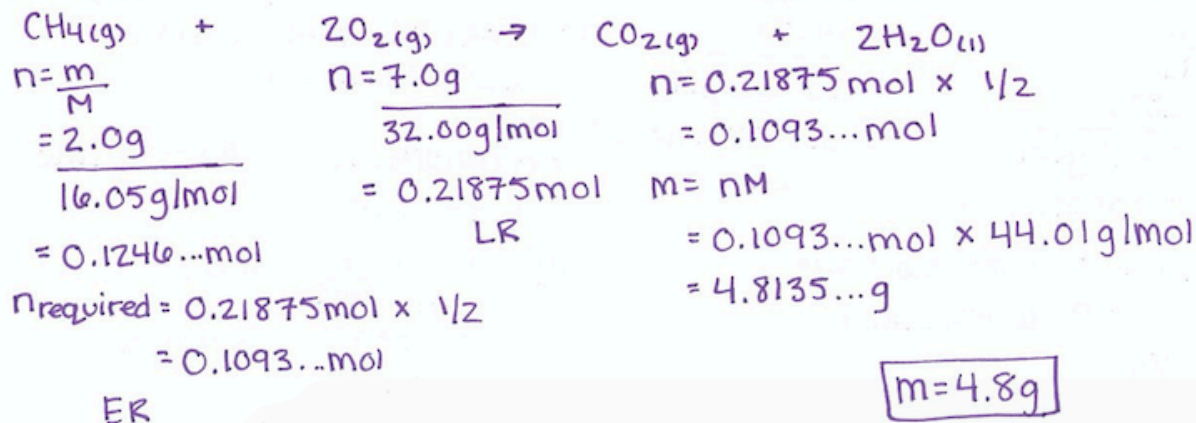 CH4(g) + 2O2(g) → CO2(g) + 2H2O(l)
n=m/M
=2.0g/16.05g/mol
=0.1246...mol
nrequired=0.21875mol x 1/2
=0.1093...mol
ER
n=7.0g/32.00g/mol
=0.21875mol
LR
n=0.21875mol x 1/2
=0.1093...mol
m=nM
=0.1093...mol x 44.01g/mol
=4.8135...g
m=4.8g